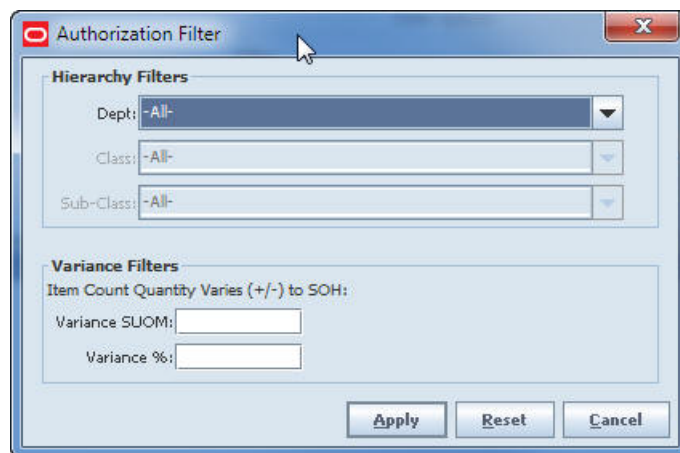 Authorization Filter
Hierarchy Filters
Dept: -All-
Class: -All-
Sub-Class: -All-
Variance Filters
Item Count Quantity Varies (+/-) to SOH:
Variance SUOM:
Variance %:
Apply Reset Cancel